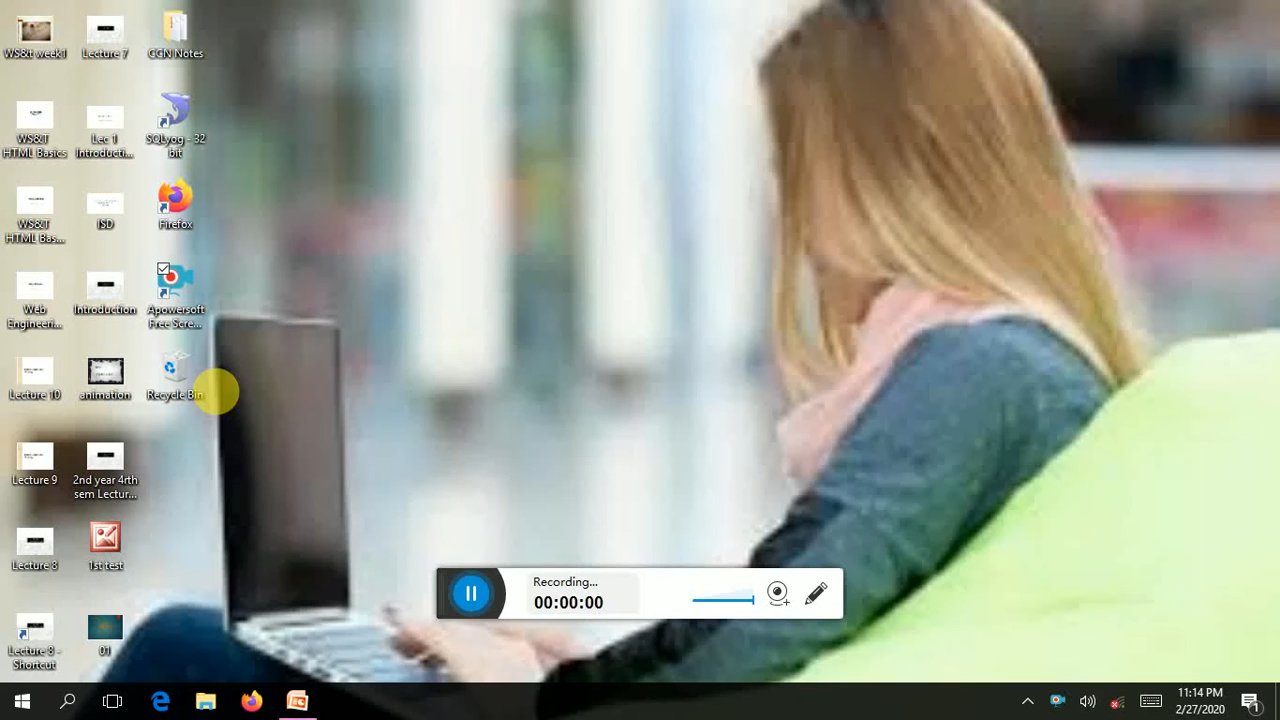 WS&t week1
Lecture 7
CCN Notes
WS&T
HTML Basics
Lec 1
Introducti...
SQLyog - 32
bit
WS&T
HTML Bas...
ISD
Firefox
Web
Engineeri...
Introduction
Apowersoft
Free Scre...
Lecture 10
animation
Recycle Bin
Lecture 9
2nd year 4rth
sem Lectur...
Lecture 8
1st test
Lecture 8 -
Shortcut
01
Recording...
00:00:00
11:14 PM
2/27/2020
1